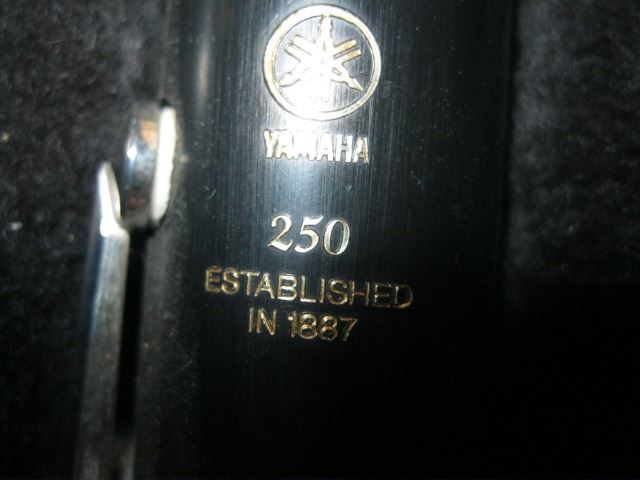 YAMAHA
250
ESTABLISHED
IN 1887